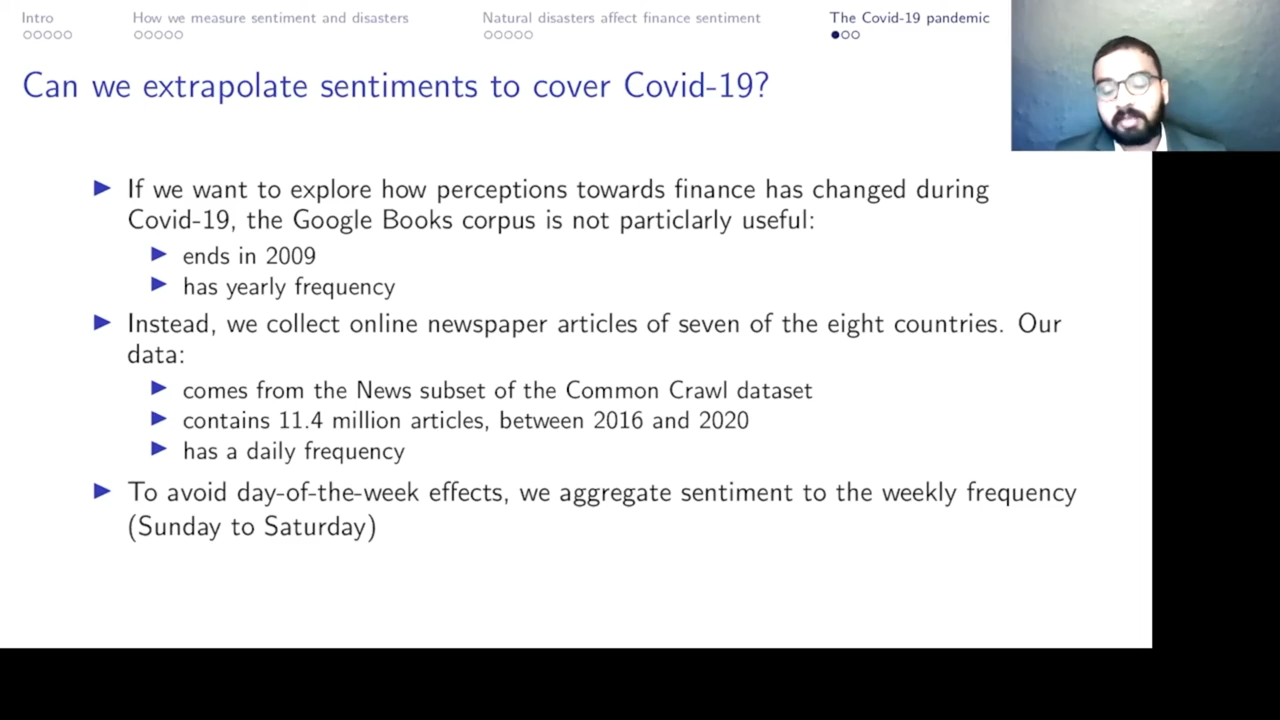 Intro
How we measure sentiment and disasters
Natural disasters affect finance sentiment
The Covid-19 pandemic
Can we extrapolate sentiments to cover Covid-19?
If we want to explore how perceptions towards finance has changed during
Covid-19, the Google Books corpus is not particlarly useful:
ends in 2009
has yearly frequency
Instead, we collect online newspaper articles of seven of the eight countries. Our
data:
comes from the News subset of the Common Crawl dataset
contains 11.4 million articles, between 2016 and 2020
has a daily frequency
To avoid day-of-the-week effects, we aggregate sentiment to the weekly frequency
(Sunday to Saturday)